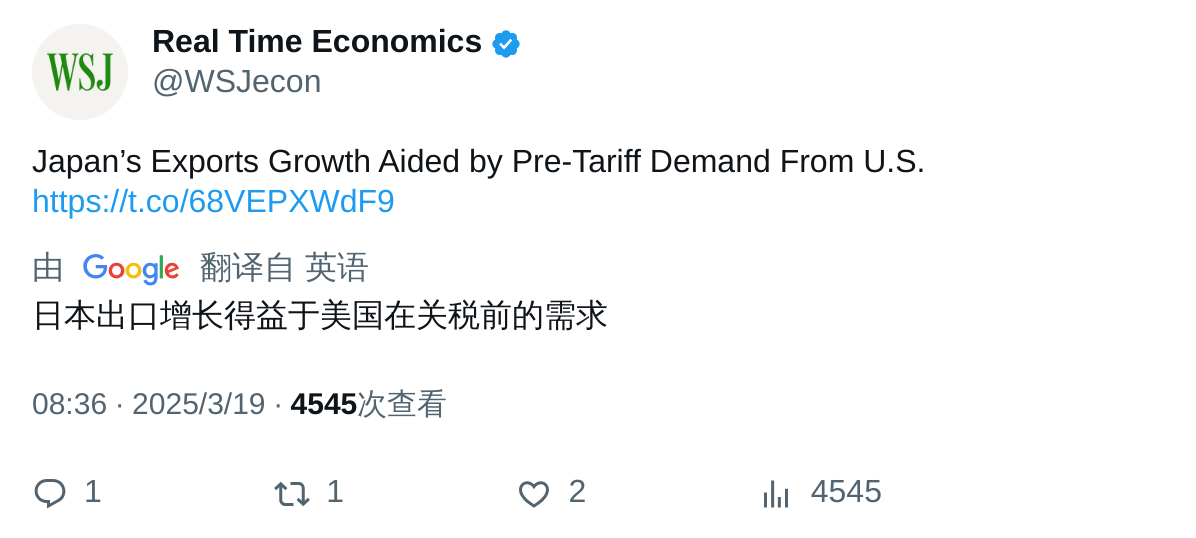 WSJ
Real Time Economics
@WSJecon
Japan’s Exports Growth Aided by Pre-Tariff Demand From U.S.
https://t.co/68VEPXWdF9
由 Google 翻译自 英语
日本出口增长得益于美国在关税前的需求
08:36 · 2025/3/19 · 4545次查看
1 1 2 4545